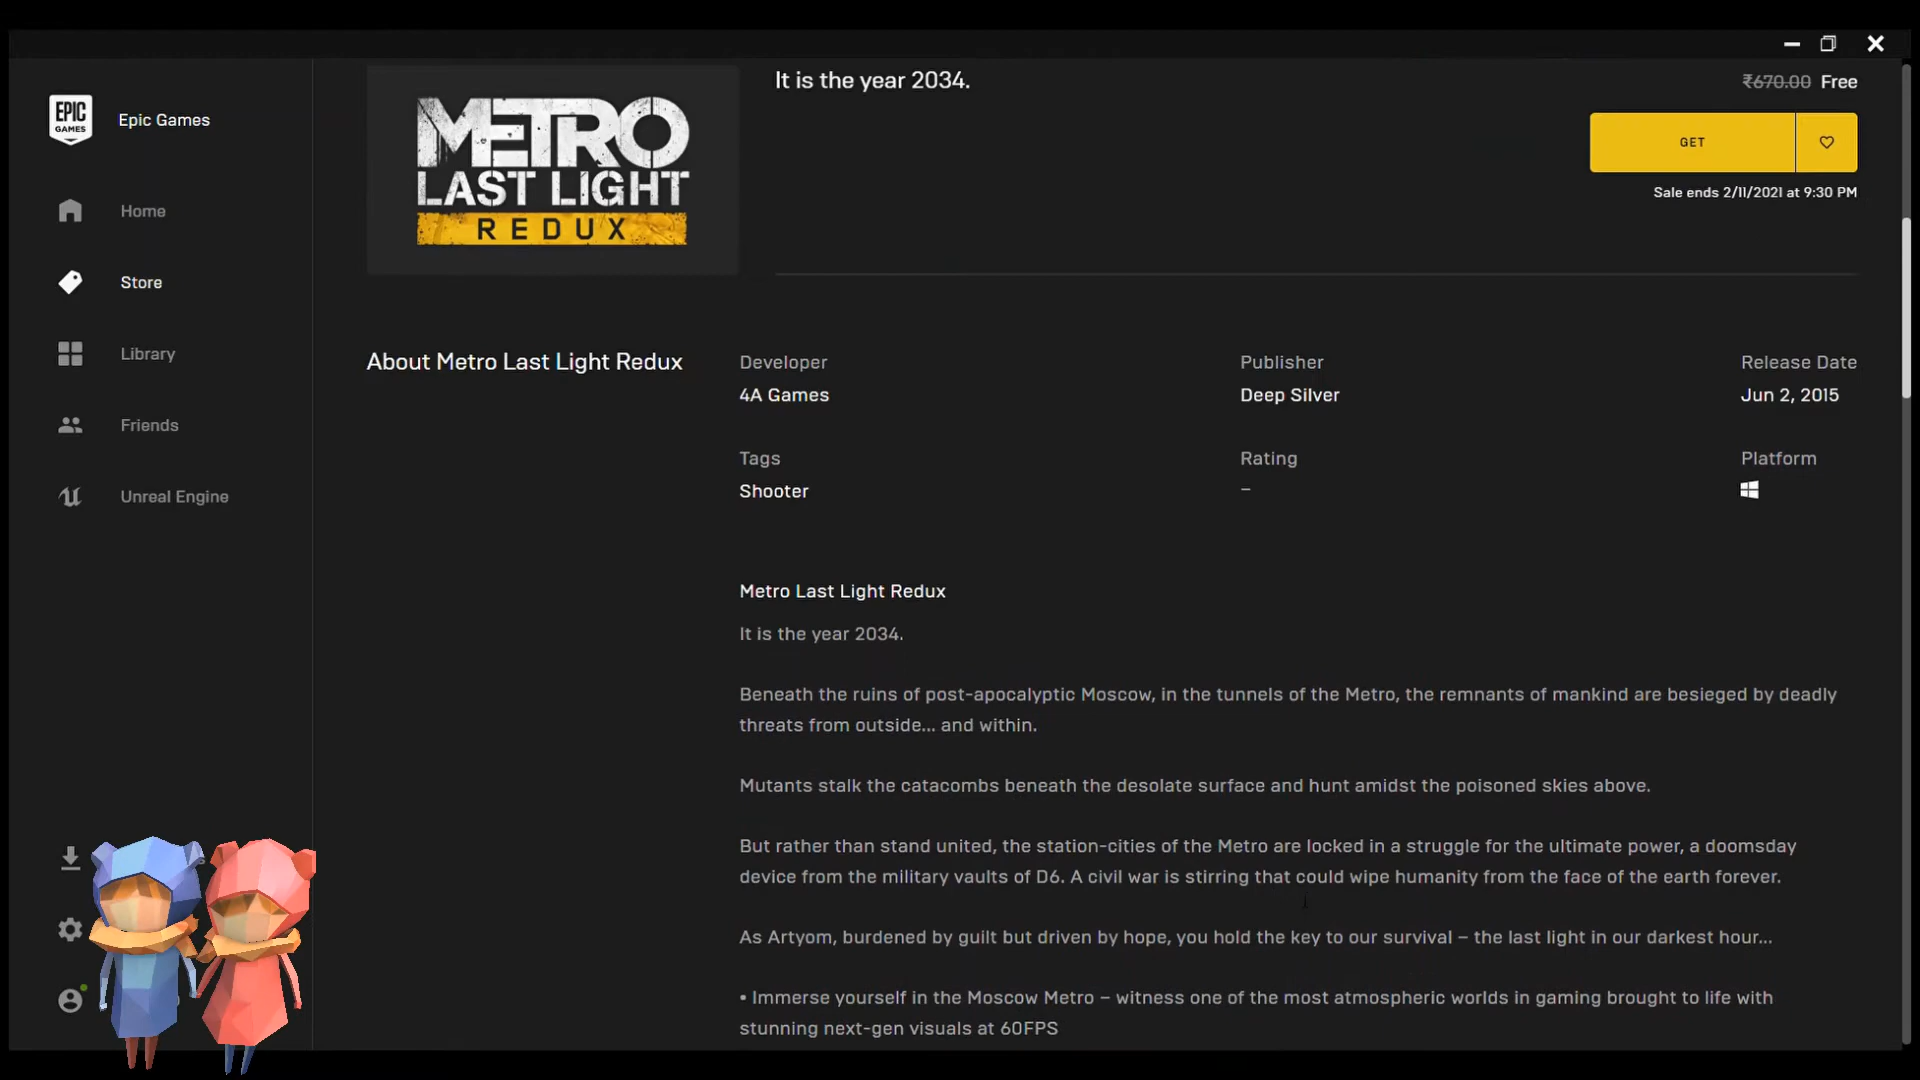 It is the year 2034.
₹670.00 Free
METRO
LAST LIGHT
REDUX
GET
Sale ends 2/11/2021 at 9:30 PM
EPIC
GAMES
Epic Games
Home
Store
Library
Friends
Unreal Engine
About Metro Last Light Redux
Developer
4A Games
Publisher
Deep Silver
Release Date
Jun 2, 2015
Tags
Shooter
Rating
–
Platform
Metro Last Light Redux
It is the year 2034.
Beneath the ruins of post-apocalyptic Moscow, in the tunnels of the Metro, the remnants of mankind are besieged by deadly
threats from outside... and within.
Mutants stalk the catacombs beneath the desolate surface and hunt amidst the poisoned skies above.
But rather than stand united, the station-cities of the Metro are locked in a struggle for the ultimate power, a doomsday
device from the military vaults of D6. A civil war is stirring that could wipe humanity from the face of the earth forever.
As Artyom, burdened by guilt but driven by hope, you hold the key to our survival – the last light in our darkest hour...
• Immerse yourself in the Moscow Metro – witness one of the most atmospheric worlds in gaming brought to life with
stunning next-gen visuals at 60FPS